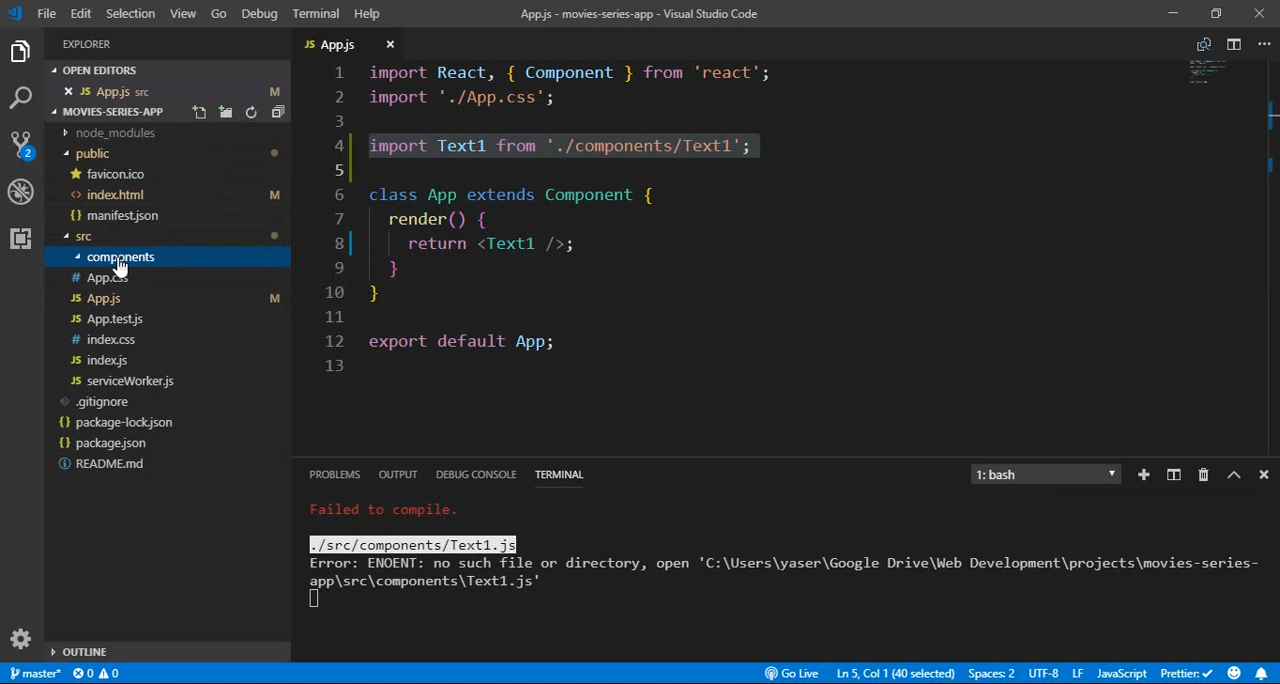 File Edit Selection View Go Debug Terminal Help
App.js - movies-series-app - Visual Studio Code
EXPLORER
OPEN EDITORS
JS App.js src M
MOVIES-SERIES-APP
node_modules
public
favicon.ico
<> index.html M
{} manifest.json
src
components
# App.css
JS App.js M
JS App.test.js
# index.css
JS index.js
JS serviceWorker.js
.gitignore
{} package-lock.json
{} package.json
README.md
OUTLINE
2
JS App.js
1 import React, { Component } from 'react';
2 import './App.css';
3
4 import Text1 from './components/Text1';
5
6 class App extends Component {
7 render() {
8 return <Text1 />;
9 }
10 }
11
12 export default App;
13
PROBLEMS OUTPUT DEBUG CONSOLE TERMINAL 1: bash
Failed to compile.
./src/components/Text1.js
Error: ENOENT: no such file or directory, open 'C:\Users\yaser\Google Drive\Web Development\projects\movies-series-
app\src\components\Text1.js'
master* 0 0 Go Live Ln 5, Col 1 (40 selected) Spaces: 2 UTF-8 LF JavaScript Prettier: ✓